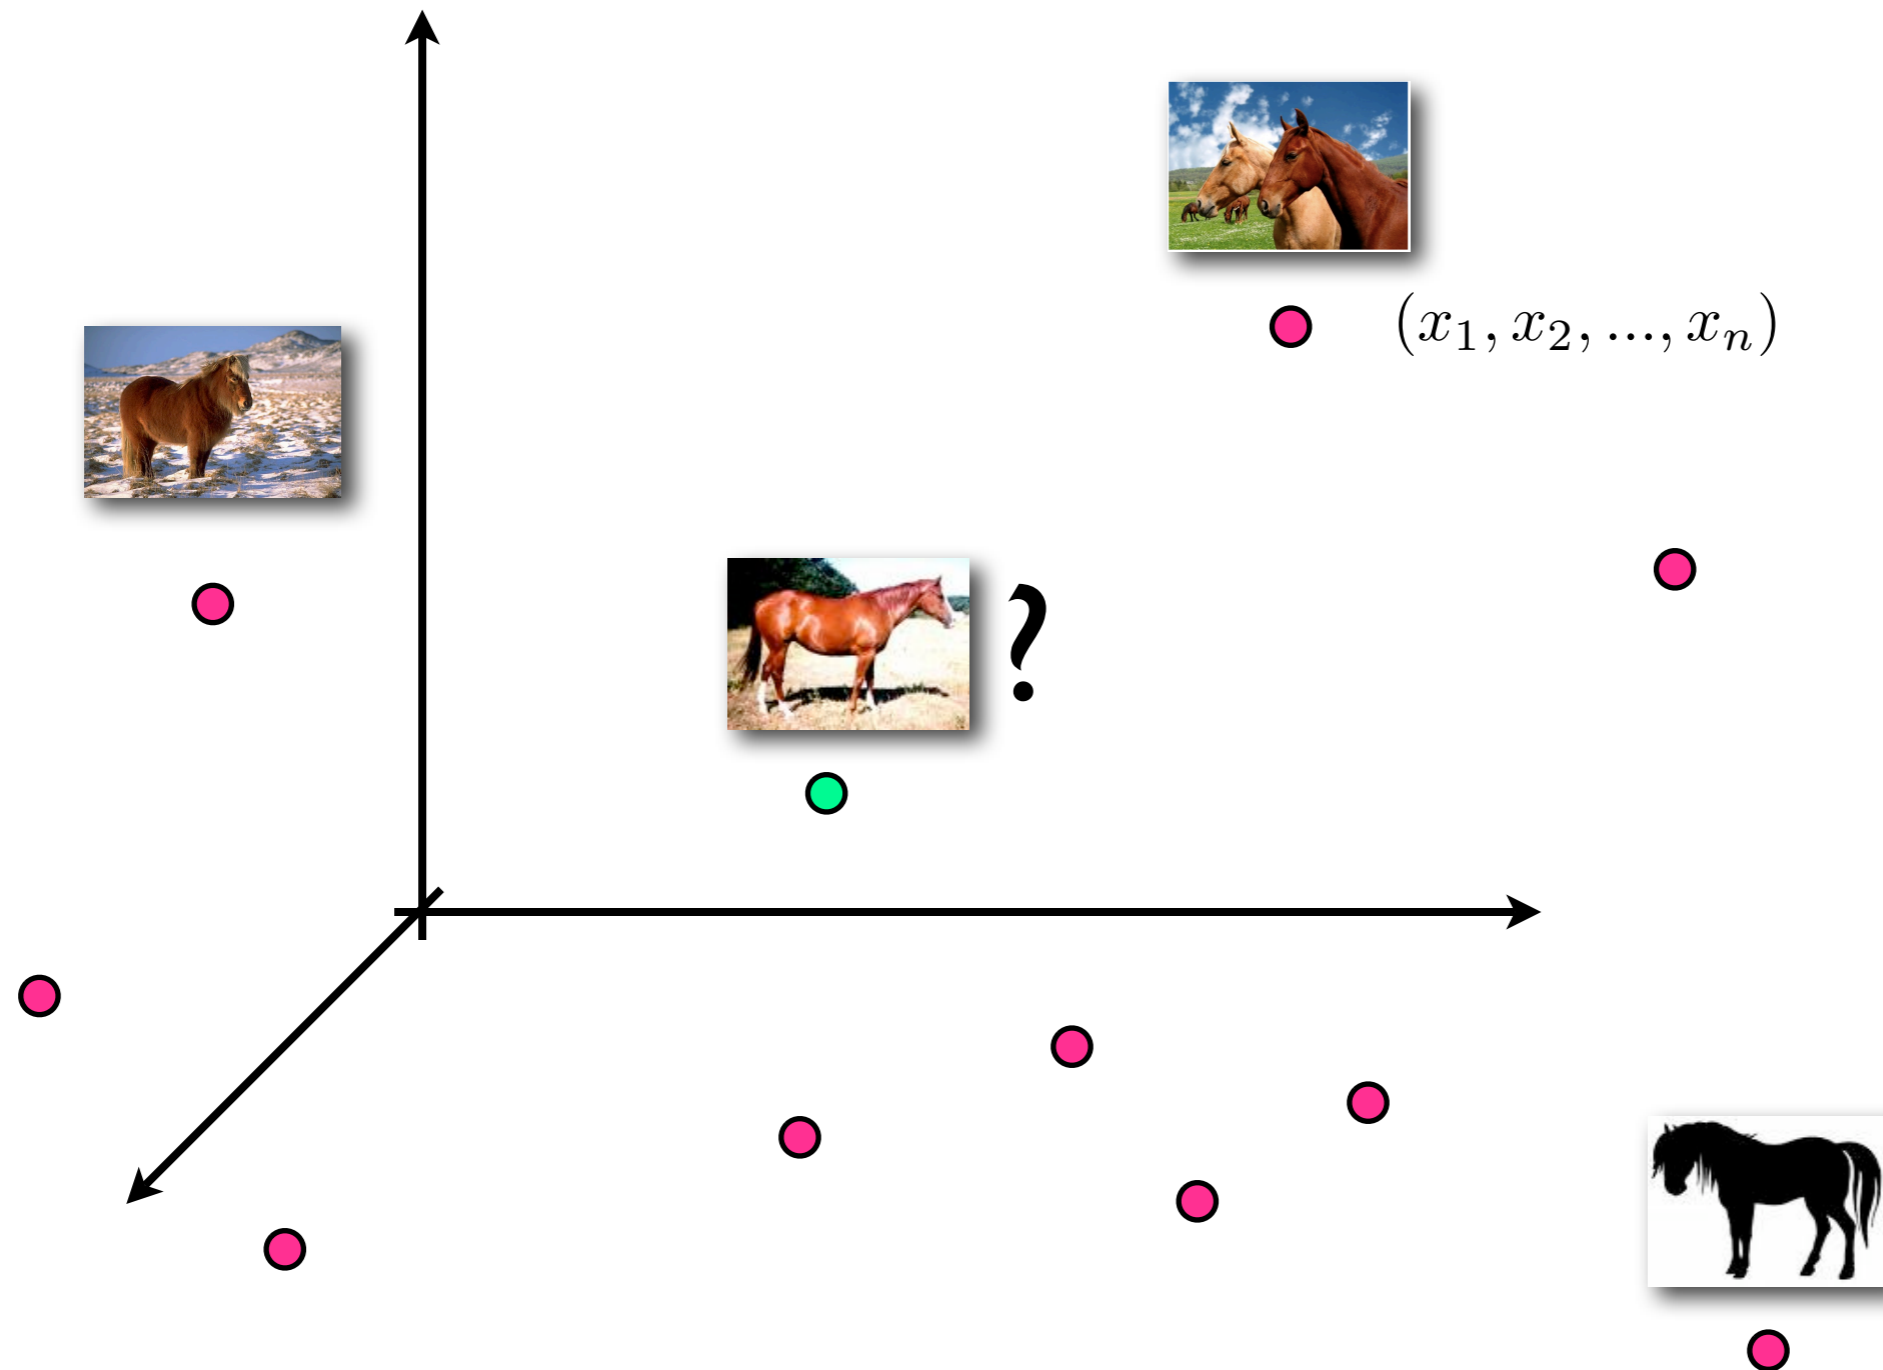 (x₁, x₂, ..., xₙ)
?